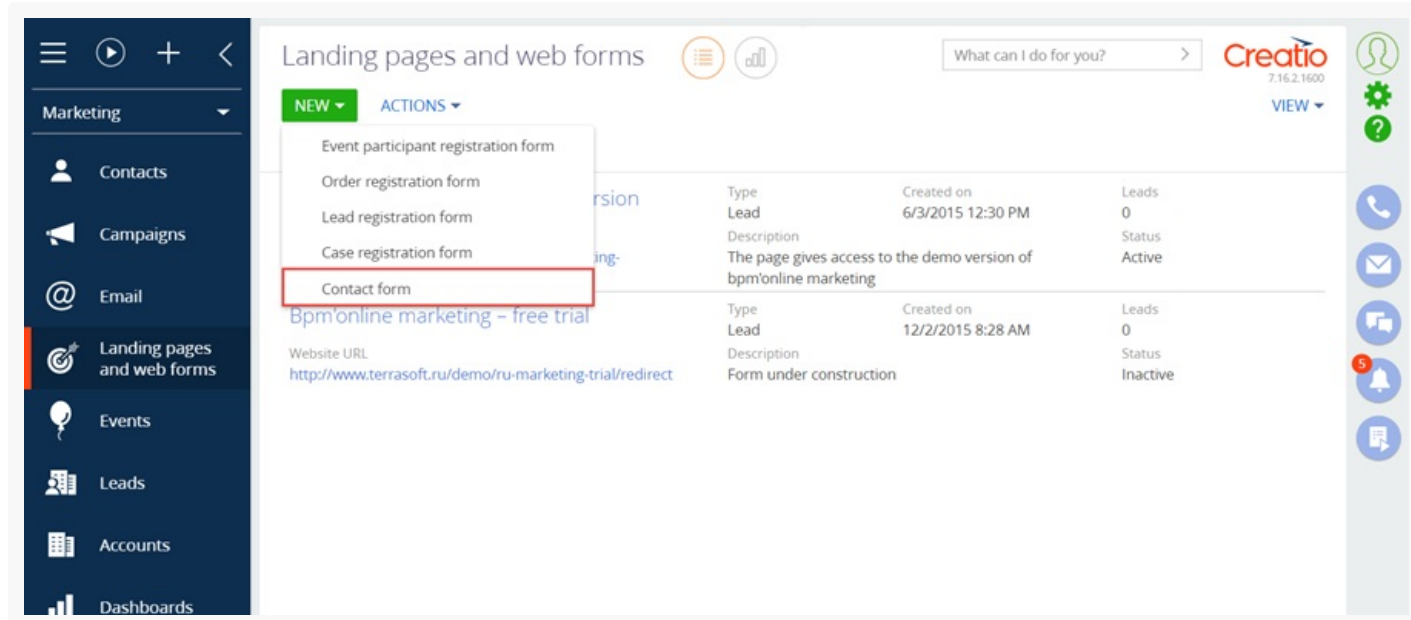 Landing pages and web forms
What can I do for you?
Creatio
7.16.2.1600
Marketing
NEW
ACTIONS
VIEW
Contacts
Campaigns
Email
Landing pages
and web forms
Events
Leads
Accounts
Dashboards
Event participant registration form
Order registration form
Lead registration form
Case registration form
Contact form
rsion
ing-
Type
Lead
Created on
6/3/2015 12:30 PM
Leads
0
Description
The page gives access to the demo version of
bpm'online marketing
Status
Active
Bpm'online marketing – free trial
Website URL
http://www.terrasoft.ru/demo/ru-marketing-trial/redirect
Type
Lead
Created on
12/2/2015 8:28 AM
Leads
0
Description
Form under construction
Status
Inactive
?
5